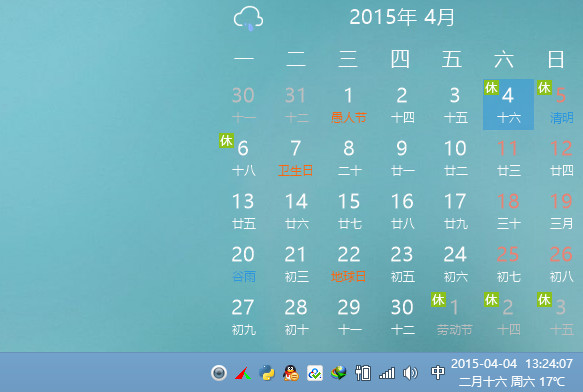 2015年 4月
一 二 三 四 五 六 日
休 休
30 31 1 2 3 4 5
十一 十二 愚人节 十四 十五 十六 清明
休
6 7 8 9 10 11 12
十八 卫生日 二十 廿一 廿二 廿三 廿四
13 14 15 16 17 18 19
廿五 廿六 廿七 廿八 廿九 三十 三月
20 21 22 23 24 25 26
谷雨 初三 地球日 初五 初六 初七 初八
休 休 休
27 28 29 30 1 2 3
初九 初十 十一 十二 劳动节 十四 十五
中 2015-04-04 13:24:07
二月十六 周六 17℃